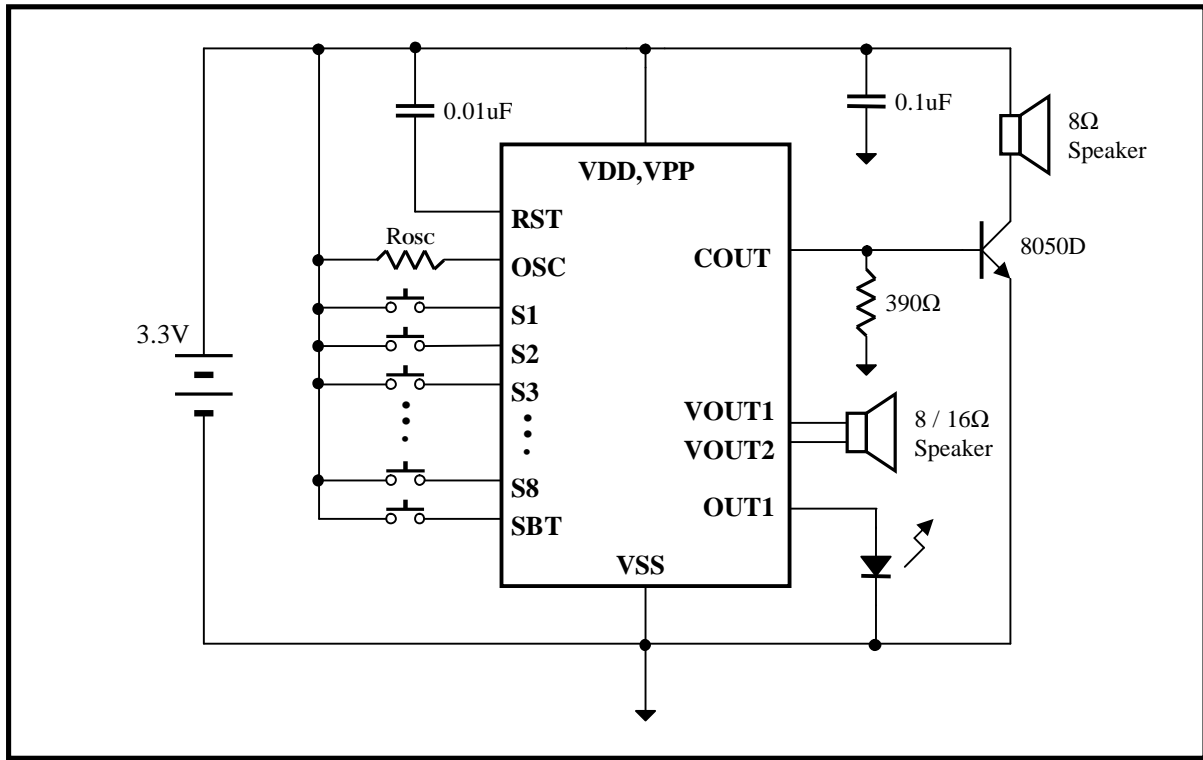 0.01uF
0.1uF
8Ω
Speaker
VDD,VPP
RST
Rosc
OSC
COUT
8050D
S1
390Ω
3.3V
S2
S3
VOUT1
8 / 16Ω
VOUT2
Speaker
S8
OUT1
SBT
VSS